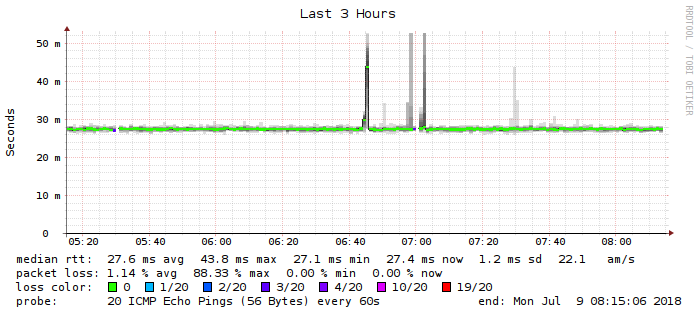 Last 3 Hours
RRDTOOL / TOBI OETIKER
Seconds
50 m
40 m
30 m
20 m
10 m
0
05:20 05:40 06:00 06:20 06:40 07:00 07:20 07:40 08:00
median rtt: 27.6 ms avg 43.8 ms max 27.1 ms min 27.4 ms now 1.2 ms sd 22.1 am/s
packet loss: 1.14 % avg 88.33 % max 0.00 % min 0.00 % now
loss color: 0 1/20 2/20 3/20 4/20 10/20 19/20
probe: 20 ICMP Echo Pings (56 Bytes) every 60s end: Mon Jul 9 08:15:06 2018